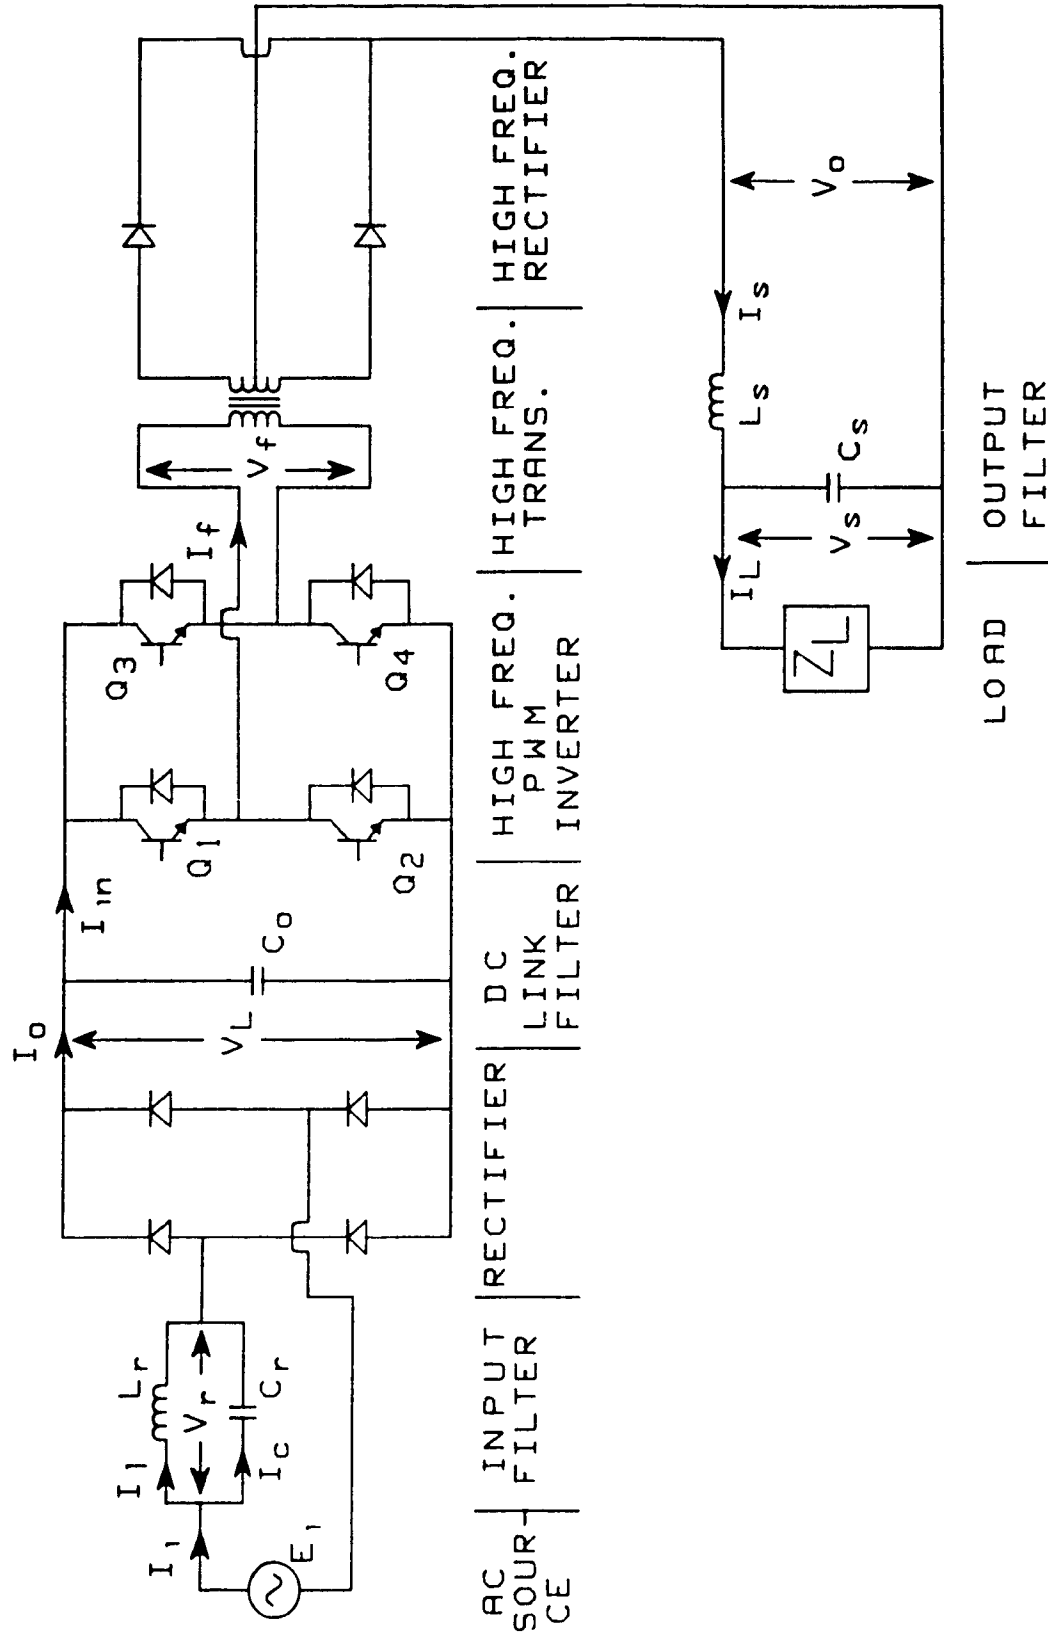 I1
E1
Il
Lr
Vr
Ic
Cr
Io
VL
Co
Iin
Q1
Q2
Q3
Q4
If
Vf
AC
SOUR-
CE
INPUT
FILTER
RECTIFIER
DC
LINK
FILTER
HIGH FREQ.
PWM
INVERTER
HIGH FREQ.
TRANS.
HIGH FREQ.
RECTIFIER
ZL
IL
Vs
Cs
Ls
Is
Vo
LOAD
OUTPUT
FILTER